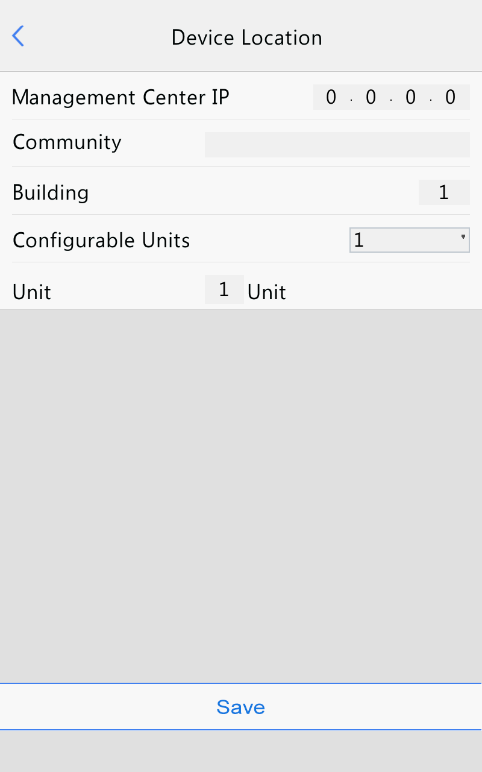 Device Location
Management Center IP 0 . 0 . 0 . 0
Community
Building 1
Configurable Units 1
Unit 1 Unit
Save